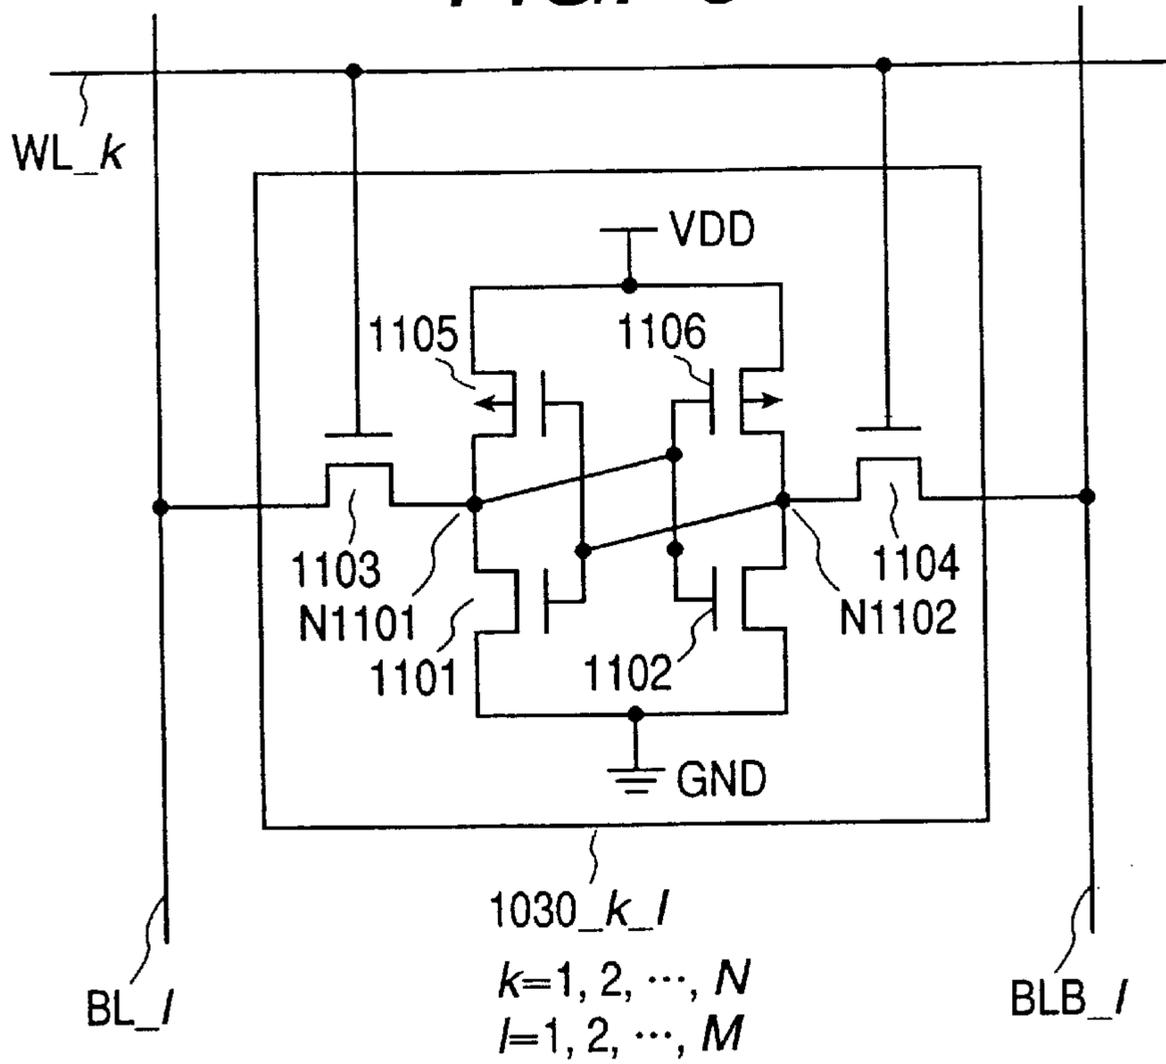 WL_k
VDD
1105
1106
1103
1104
N1101
N1102
1101
1102
GND
1030_k_l
BL_l
k=1, 2, ···, N
BLB_l
l=1, 2, ···, M